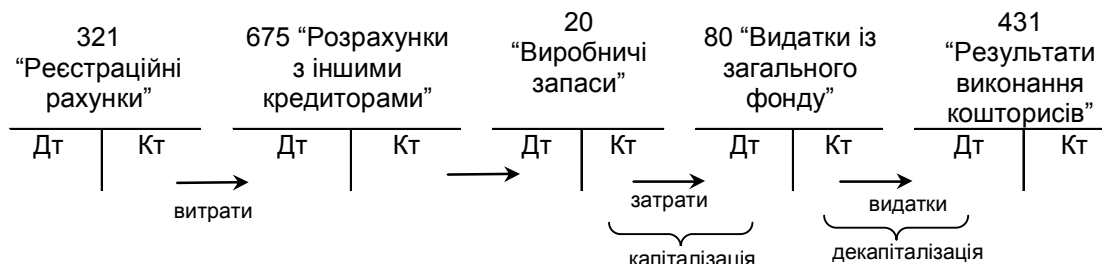 321
“Реєстраційні
рахунки”
675 “Розрахунки
з іншими
кредиторами”
20
“Виробничі
запаси”
80 “Видатки із
загального
фонду”
431
“Результати
виконання
кошторисів”
Дт Кт
Дт Кт
Дт Кт
Дт Кт
Дт Кт
витрати
затрати
видатки
капіталізація
декапіталізація